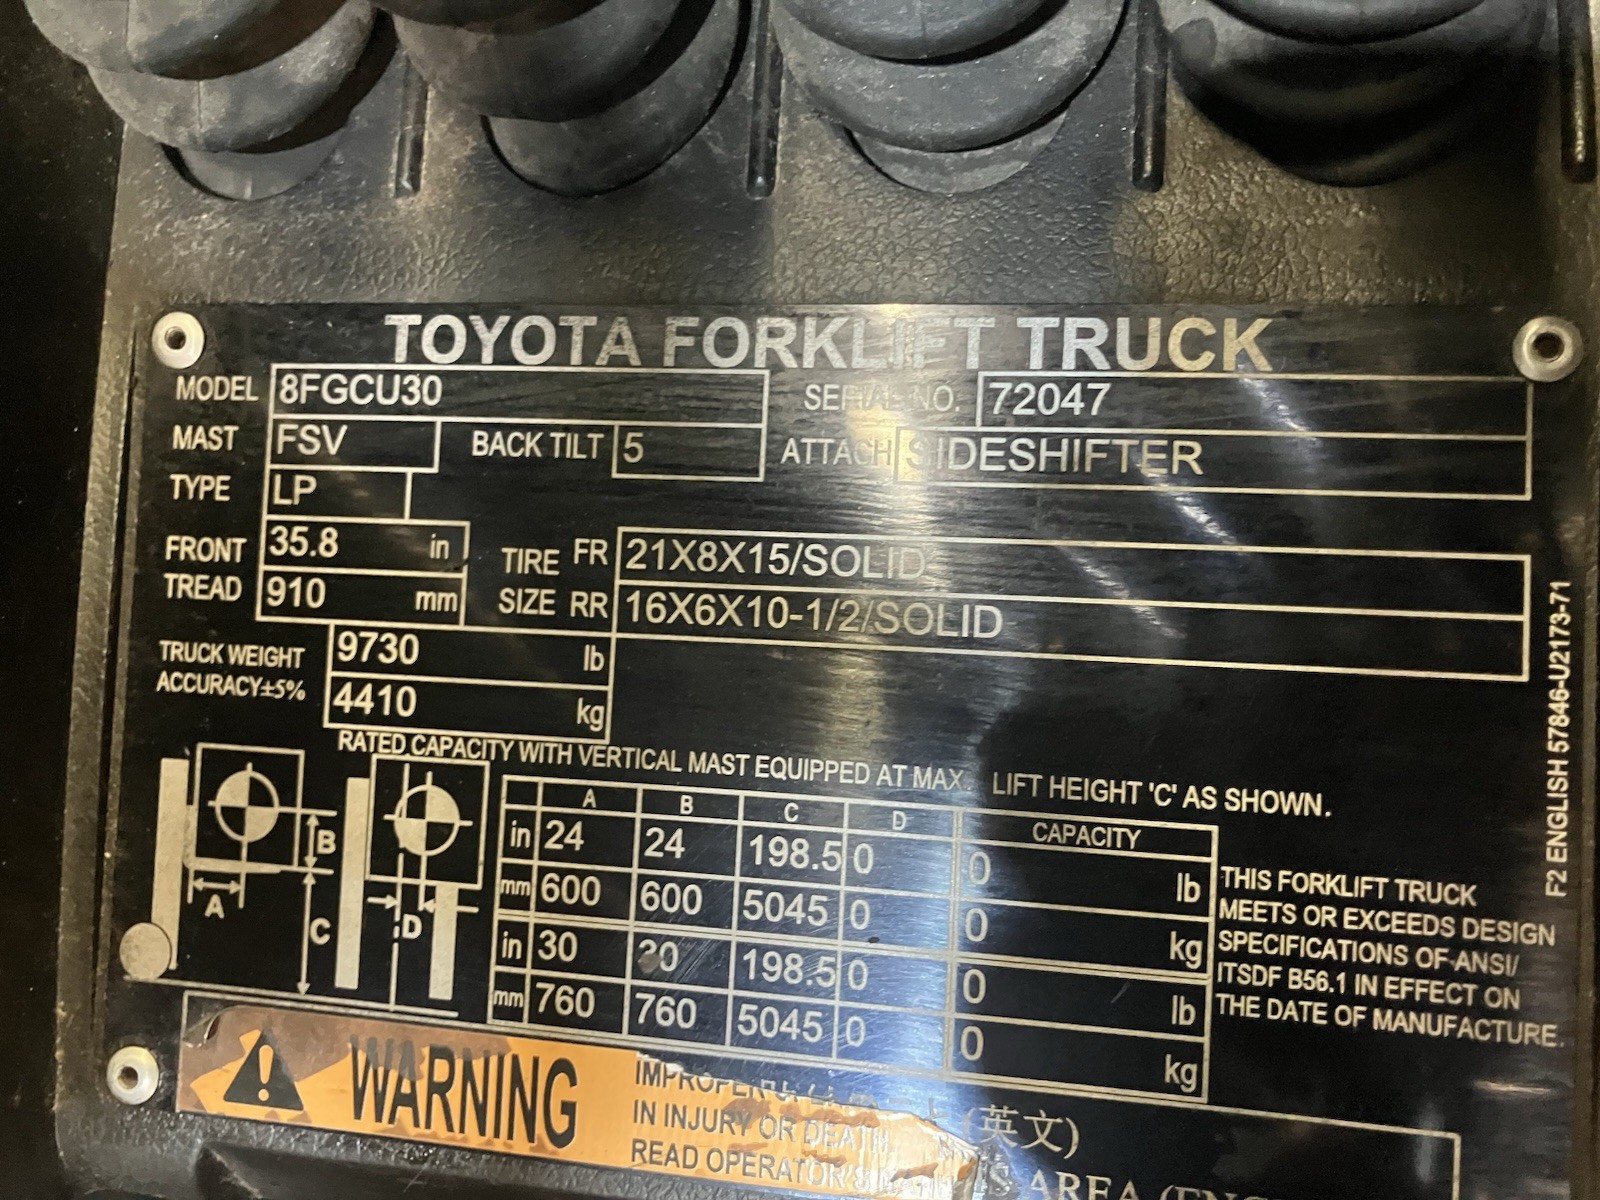 TOYOTA FORKLIFT TRUCK
MODEL 8FGCU30 SERIAL NO. 72047
MAST FSV BACK TILT 5 ATTACH SIDESHIFTER
TYPE LP
FRONT TREAD 35.8 in TIRE SIZE FR 21X8X15/SOLID
910 mm RR 16X6X10-1/2/SOLID
TRUCK WEIGHT 9730 lb
ACCURACY±5% 4410 kg
RATED CAPACITY WITH VERTICAL MAST EQUIPPED AT MAX. LIFT HEIGHT 'C' AS SHOWN.
A B C D CAPACITY
in 24 24 198.5 0 0 lb
mm 600 600 5045 0 0 kg
in 30 30 198.5 0 0 lb
mm 760 760 5045 0 0 kg
B
A
C
D
THIS FORKLIFT TRUCK
MEETS OR EXCEEDS DESIGN
SPECIFICATIONS OF ANSI/
ITSDF B56.1 IN EFFECT ON
THE DATE OF MANUFACTURE.
F2 ENGLISH 57846-U2173-71
WARNING
IMPROPER
IN INJURY OR DEATH.
READ OPERATOR'S
(英文)
AREA